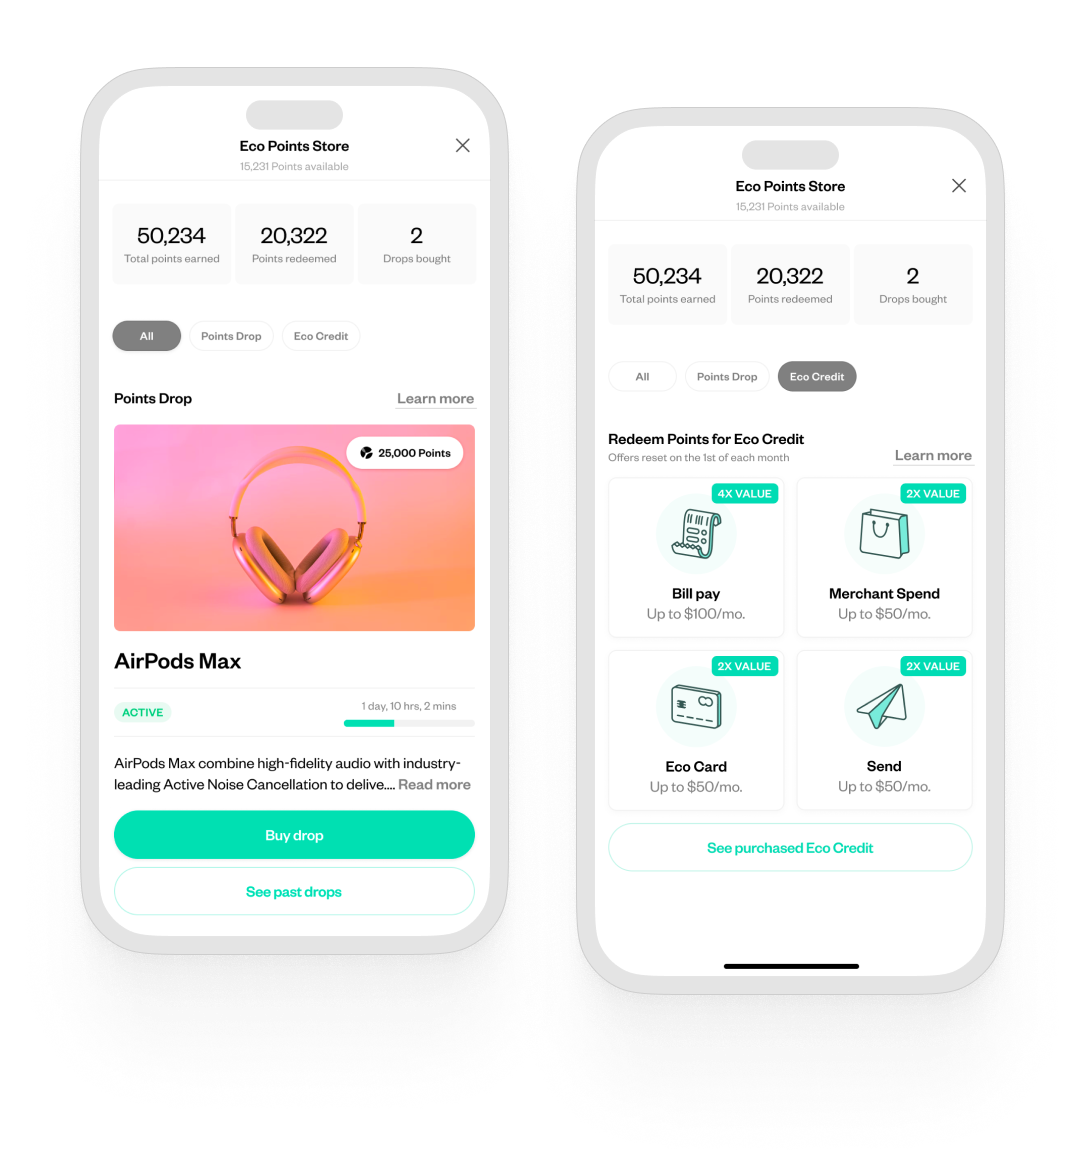 Eco Points Store
15,231 Points available
50,234
Total points earned
20,322
Points redeemed
2
Drops bought
All
Points Drop
Eco Credit
Points Drop
Learn more
25,000 Points
AirPods Max
ACTIVE
1 day, 10 hrs, 2 mins
AirPods Max combine high-fidelity audio with industry-
leading Active Noise Cancellation to delive.... Read more
Buy drop
See past drops
Eco Points Store
15,231 Points available
50,234
Total points earned
20,322
Points redeemed
2
Drops bought
All
Points Drop
Eco Credit
Redeem Points for Eco Credit
Offers reset on the 1st of each month
Learn more
4X VALUE
Bill pay
Up to $100/mo.
2X VALUE
Merchant Spend
Up to $50/mo.
2X VALUE
Eco Card
Up to $50/mo.
2X VALUE
Send
Up to $50/mo.
See purchased Eco Credit